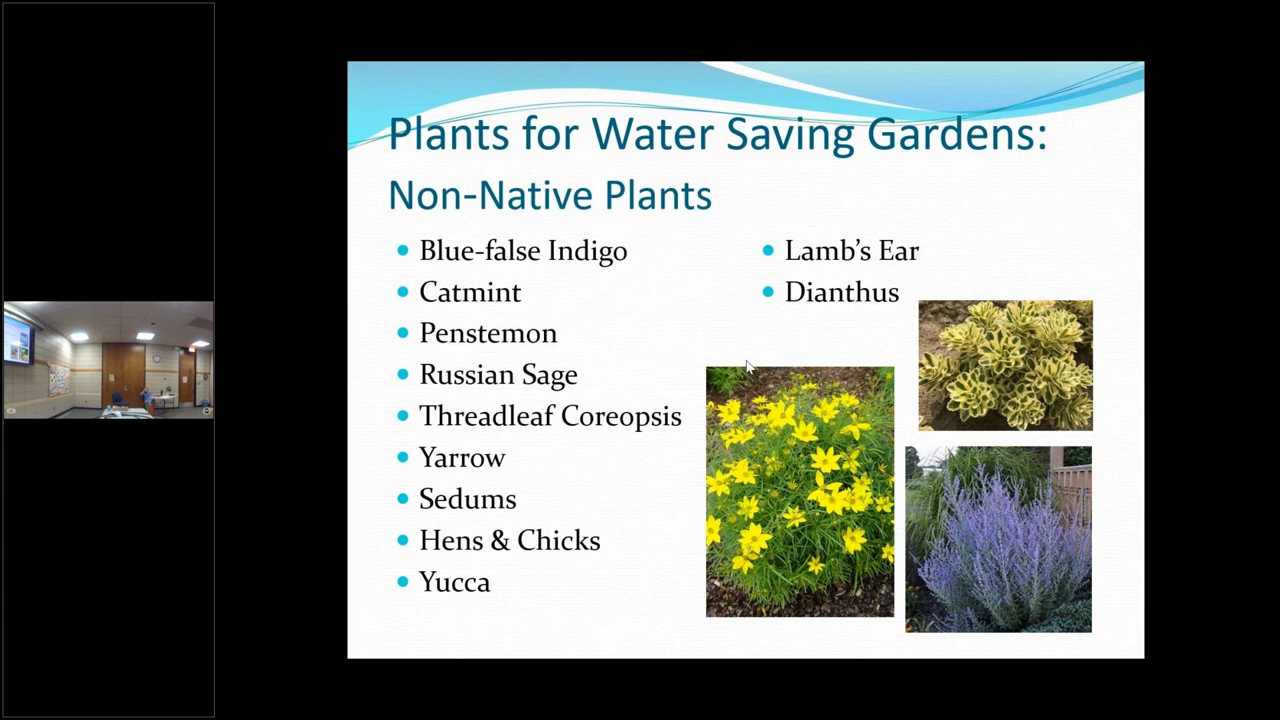 Plants for Water Saving Gardens:
Non-Native Plants
Blue-false Indigo
Catmint
Penstemon
Russian Sage
Threadleaf Coreopsis
Yarrow
Sedums
Hens & Chicks
Yucca
Lamb’s Ear
Dianthus